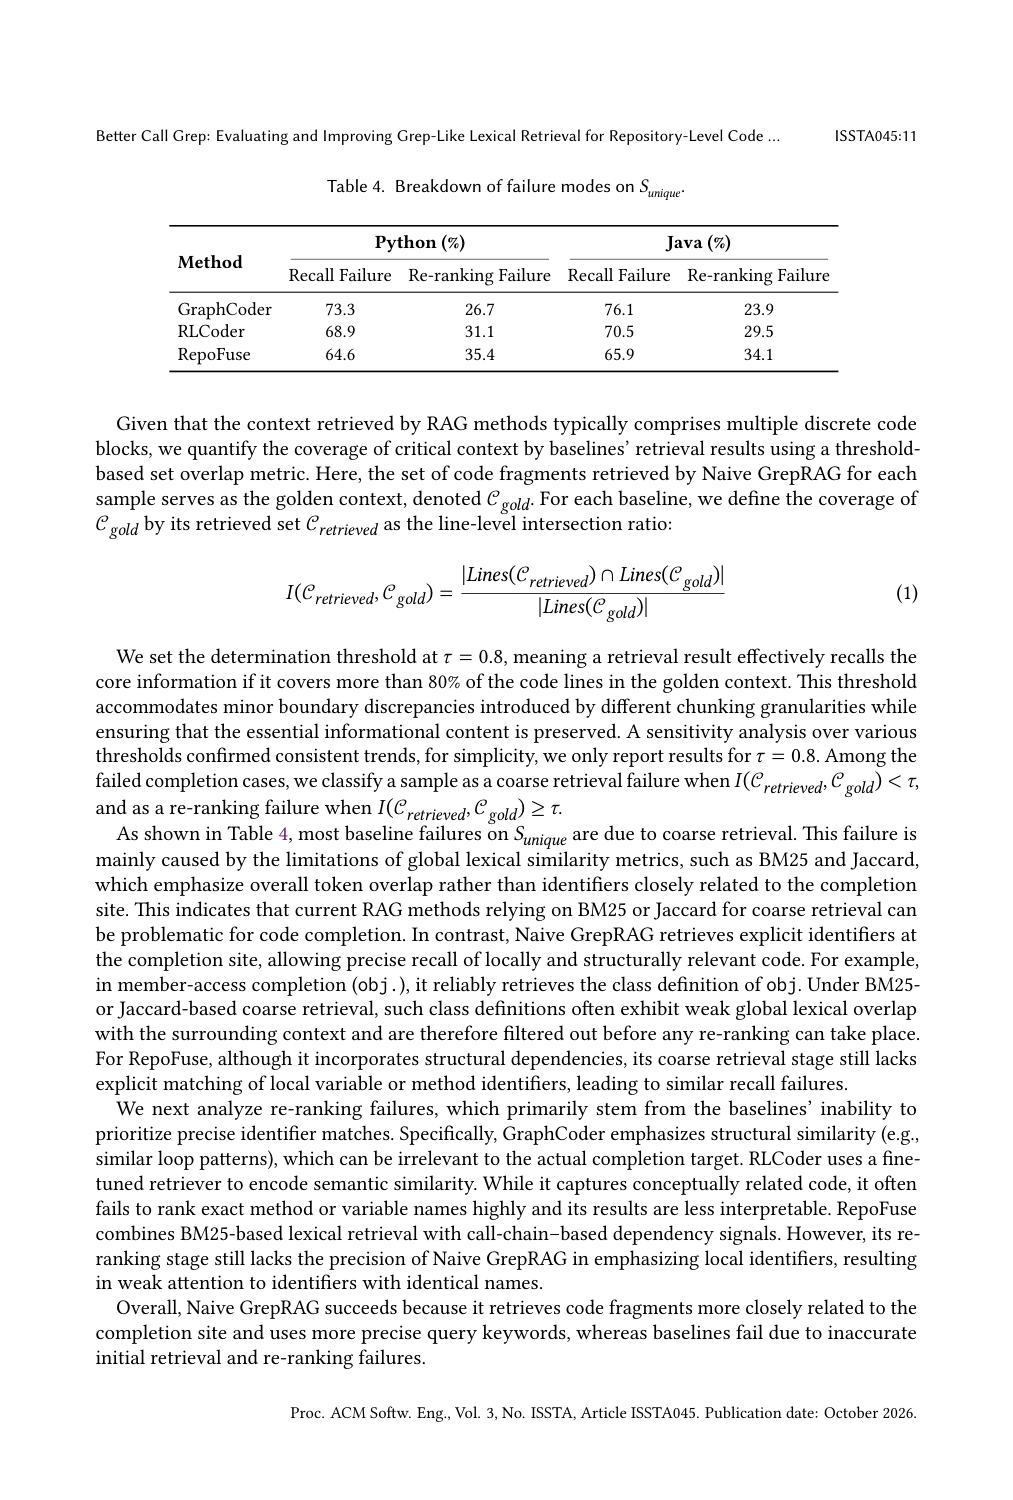 Better Call Grep: Evaluating and Improving Grep-Like Lexical Retrieval for Repository-Level Code ... ISSTA045:11
Table 4. Breakdown of failure modes on S_unique.
Method Python (%) Java (%)
Recall Failure Re-ranking Failure Recall Failure Re-ranking Failure
GraphCoder 73.3 26.7 76.1 23.9
RLCoder 68.9 31.1 70.5 29.5
RepoFuse 64.6 35.4 65.9 34.1
Given that the context retrieved by RAG methods typically comprises multiple discrete code
blocks, we quantify the coverage of critical context by baselines' retrieval results using a threshold-
based set overlap metric. Here, the set of code fragments retrieved by Naive GrepRAG for each
sample serves as the golden context, denoted C_gold. For each baseline, we define the coverage of
C_gold by its retrieved set C_retrieved as the line-level intersection ratio:
I(C_retrieved, C_gold) = |Lines(C_retrieved) ∩ Lines(C_gold)| / |Lines(C_gold)| (1)
We set the determination threshold at τ = 0.8, meaning a retrieval result effectively recalls the
core information if it covers more than 80% of the code lines in the golden context. This threshold
accommodates minor boundary discrepancies introduced by different chunking granularities while
ensuring that the essential informational content is preserved. A sensitivity analysis over various
thresholds confirmed consistent trends, for simplicity, we only report results for τ = 0.8. Among the
failed completion cases, we classify a sample as a coarse retrieval failure when I(C_retrieved, C_gold) < τ,
and as a re-ranking failure when I(C_retrieved, C_gold) ≥ τ.
As shown in Table 4, most baseline failures on S_unique are due to coarse retrieval. This failure is
mainly caused by the limitations of global lexical similarity metrics, such as BM25 and Jaccard,
which emphasize overall token overlap rather than identifiers closely related to the completion
site. This indicates that current RAG methods relying on BM25 or Jaccard for coarse retrieval can
be problematic for code completion. In contrast, Naive GrepRAG retrieves explicit identifiers at
the completion site, allowing precise recall of locally and structurally relevant code. For example,
in member-access completion (obj.), it reliably retrieves the class definition of obj. Under BM25-
or Jaccard-based coarse retrieval, such class definitions often exhibit weak global lexical overlap
with the surrounding context and are therefore filtered out before any re-ranking can take place.
For RepoFuse, although it incorporates structural dependencies, its coarse retrieval stage still lacks
explicit matching of local variable or method identifiers, leading to similar recall failures.
We next analyze re-ranking failures, which primarily stem from the baselines' inability to
prioritize precise identifier matches. Specifically, GraphCoder emphasizes structural similarity (e.g.,
similar loop patterns), which can be irrelevant to the actual completion target. RLCoder uses a fine-
tuned retriever to encode semantic similarity. While it captures conceptually related code, it often
fails to rank exact method or variable names highly and its results are less interpretable. RepoFuse
combines BM25-based lexical retrieval with call-chain–based dependency signals. However, its re-
ranking stage still lacks the precision of Naive GrepRAG in emphasizing local identifiers, resulting
in weak attention to identifiers with identical names.
Overall, Naive GrepRAG succeeds because it retrieves code fragments more closely related to the
completion site and uses more precise query keywords, whereas baselines fail due to inaccurate
initial retrieval and re-ranking failures.
Proc. ACM Softw. Eng., Vol. 3, No. ISSTA, Article ISSTA045. Publication date: October 2026.